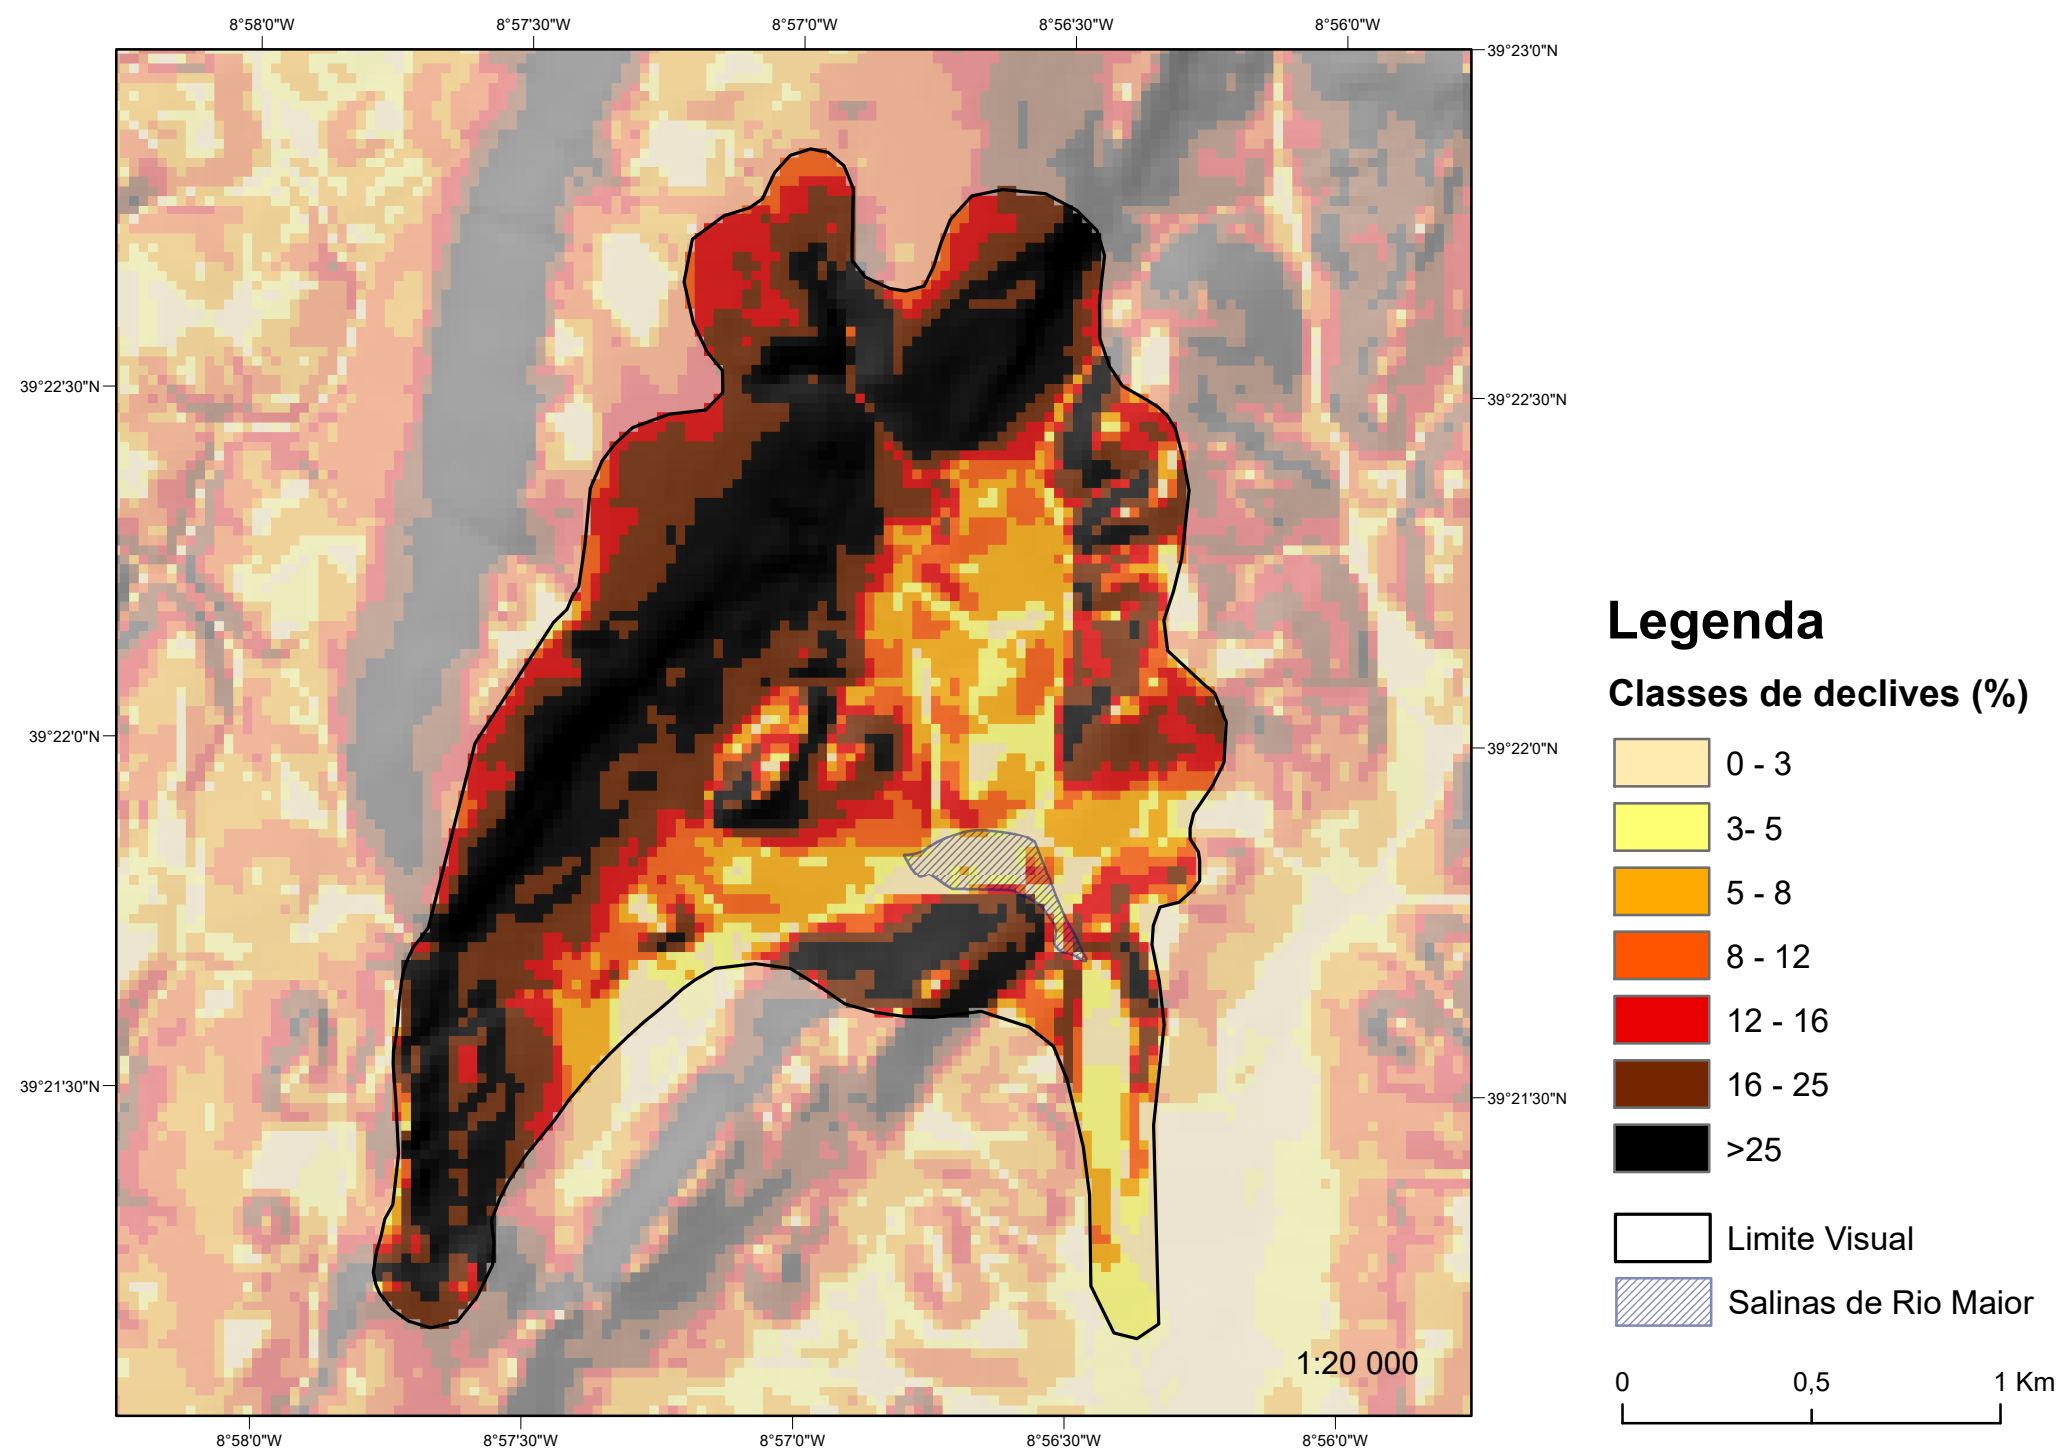 8°58'0"W 8°57'30"W 8°57'0"W 8°56'30"W 8°56'0"W
39°23'0"N
39°22'30"N 39°22'30"N
39°22'0"N 39°22'0"N
39°21'30"N 39°21'30"N
1:20 000
8°58'0"W 8°57'30"W 8°57'0"W 8°56'30"W 8°56'0"W
Legenda
Classes de declives (%)
0 - 3
3- 5
5 - 8
8 - 12
12 - 16
16 - 25
>25
Limite Visual
Salinas de Rio Maior
0 0,5 1 Km